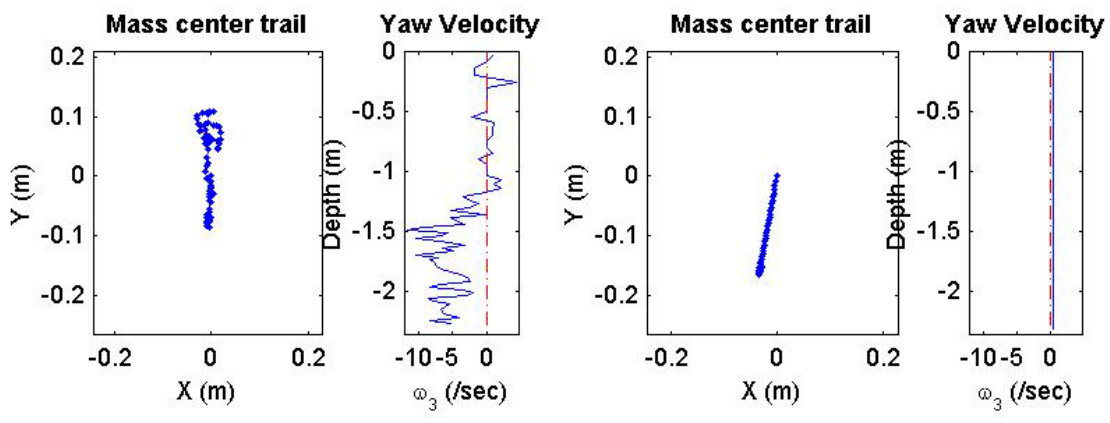 Mass center trail
Yaw Velocity
Mass center trail
Yaw Velocity
0.2
0.1
0
-0.1
-0.2
Y (m)
-0.2
0
0.2
X (m)
0
-0.5
-1
-1.5
-2
Depth (m)
-10 -5 0
ω3 (/sec)
0.2
0.1
0
-0.1
-0.2
Y (m)
-0.2
0
0.2
X (m)
0
-0.5
-1
-1.5
-2
Depth (m)
-10 -5 0
ω3 (/sec)